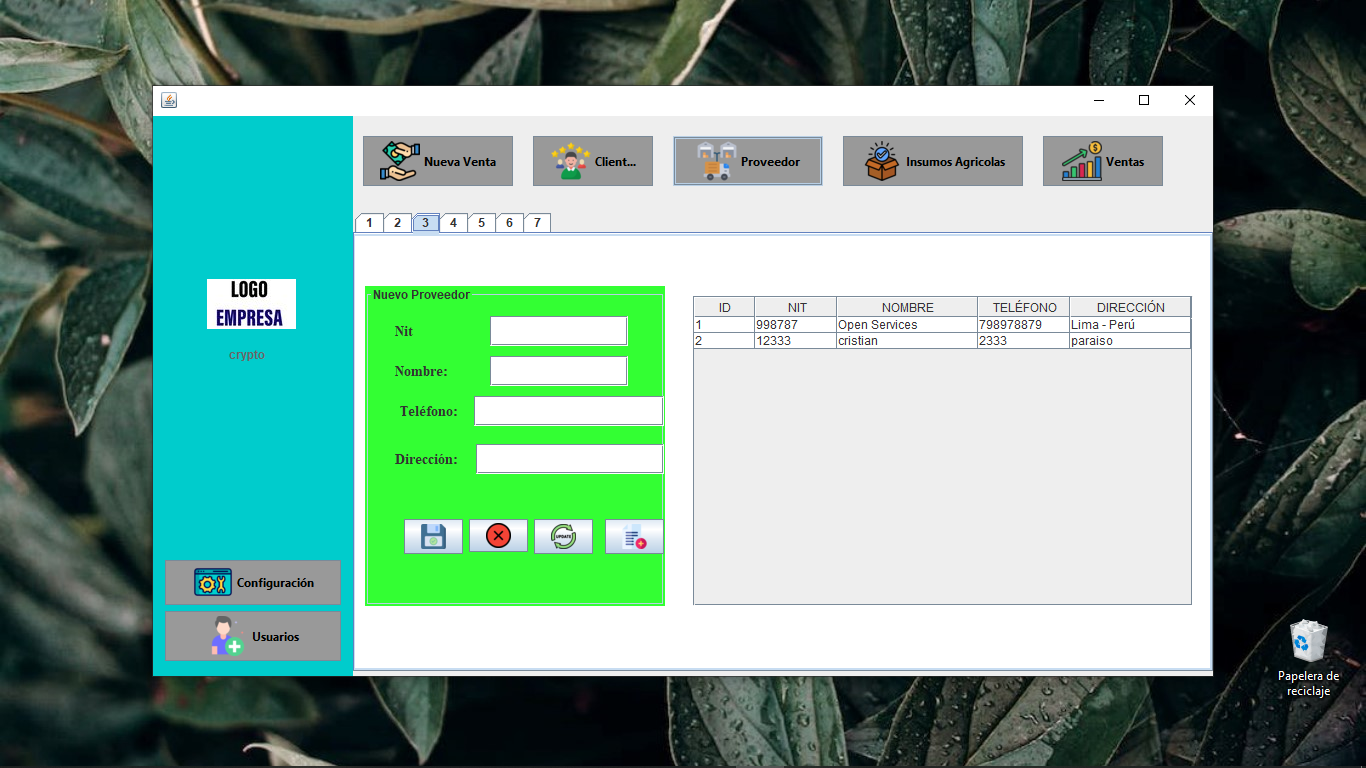 Nueva Venta
Client...
Proveedor
Insumos Agricolas
Ventas
1 2 3 4 5 6 7
LOGO
EMPRESA
crypto
Nuevo Proveedor
Nit
Nombre:
Teléfono:
Dirección:
UPDATE
ID NIT NOMBRE TELÉFONO DIRECCIÓN
1 998787 Open Services 798978879 Lima - Perú
2 12333 cristian 2333 paraiso
Configuración
Usuarios
Papelera de
reciclaje